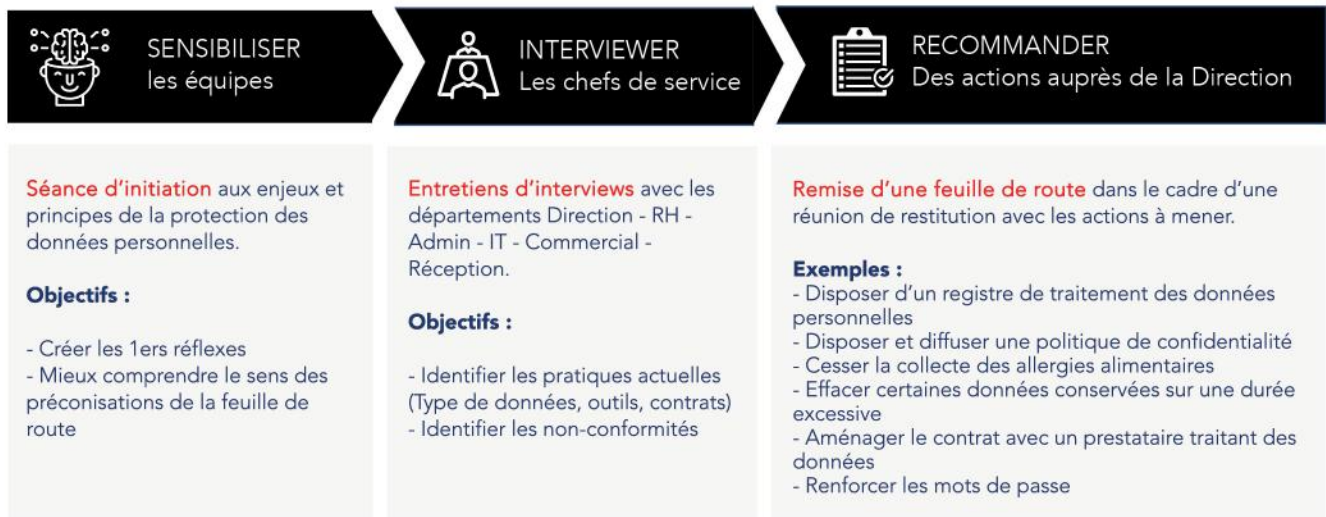 SENSIBILISER
les équipes
INTERVIEWER
Les chefs de service
RECOMMANDER
Des actions auprès de la Direction
Séance d'initiation aux enjeux et
principes de la protection des
données personnelles.
Objectifs :
- Créer les 1ers réflexes
- Mieux comprendre le sens des
préconisations de la feuille de
route
Entretiens d'interviews avec les
départements Direction - RH -
Admin - IT - Commercial -
Réception.
Objectifs :
- Identifier les pratiques actuelles
(Type de données, outils, contrats)
- Identifier les non-conformités
Remise d'une feuille de route dans le cadre d'une
réunion de restitution avec les actions à mener.
Exemples :
- Disposer d'un registre de traitement des données
personnelles
- Disposer et diffuser une politique de confidentialité
- Cesser la collecte des allergies alimentaires
- Effacer certaines données conservées sur une durée
excessive
- Aménager le contrat avec un prestataire traitant des
données
- Renforcer les mots de passe